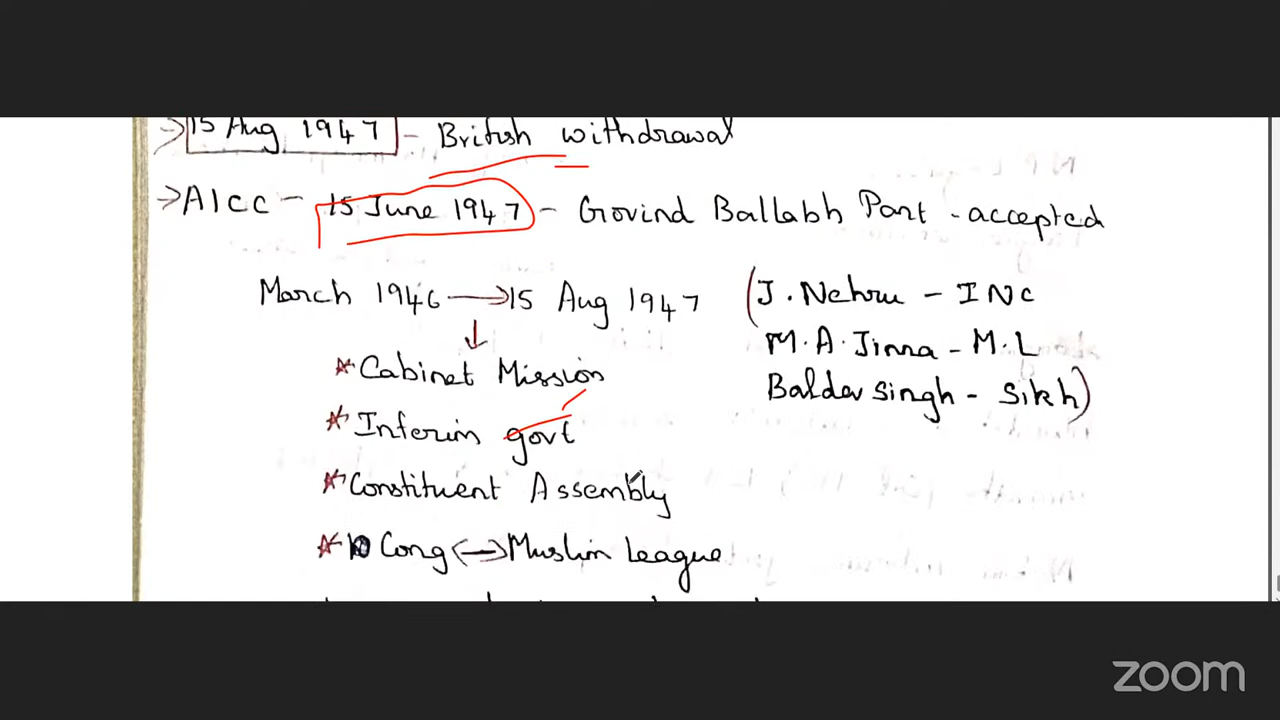 → 15 Aug 1947 - British withdrawal
→ AICC - 15 June 1947 - Govind Ballabh Pant - accepted
March 1946 → 15 Aug 1947 (J. Nehru - INC
M.A. Jinna - M.L
* Cabinet Mission
Baldev Singh - Sikh)
* Interim govt
* Constituent Assembly
* Cong ↔ Muslim League
zoom